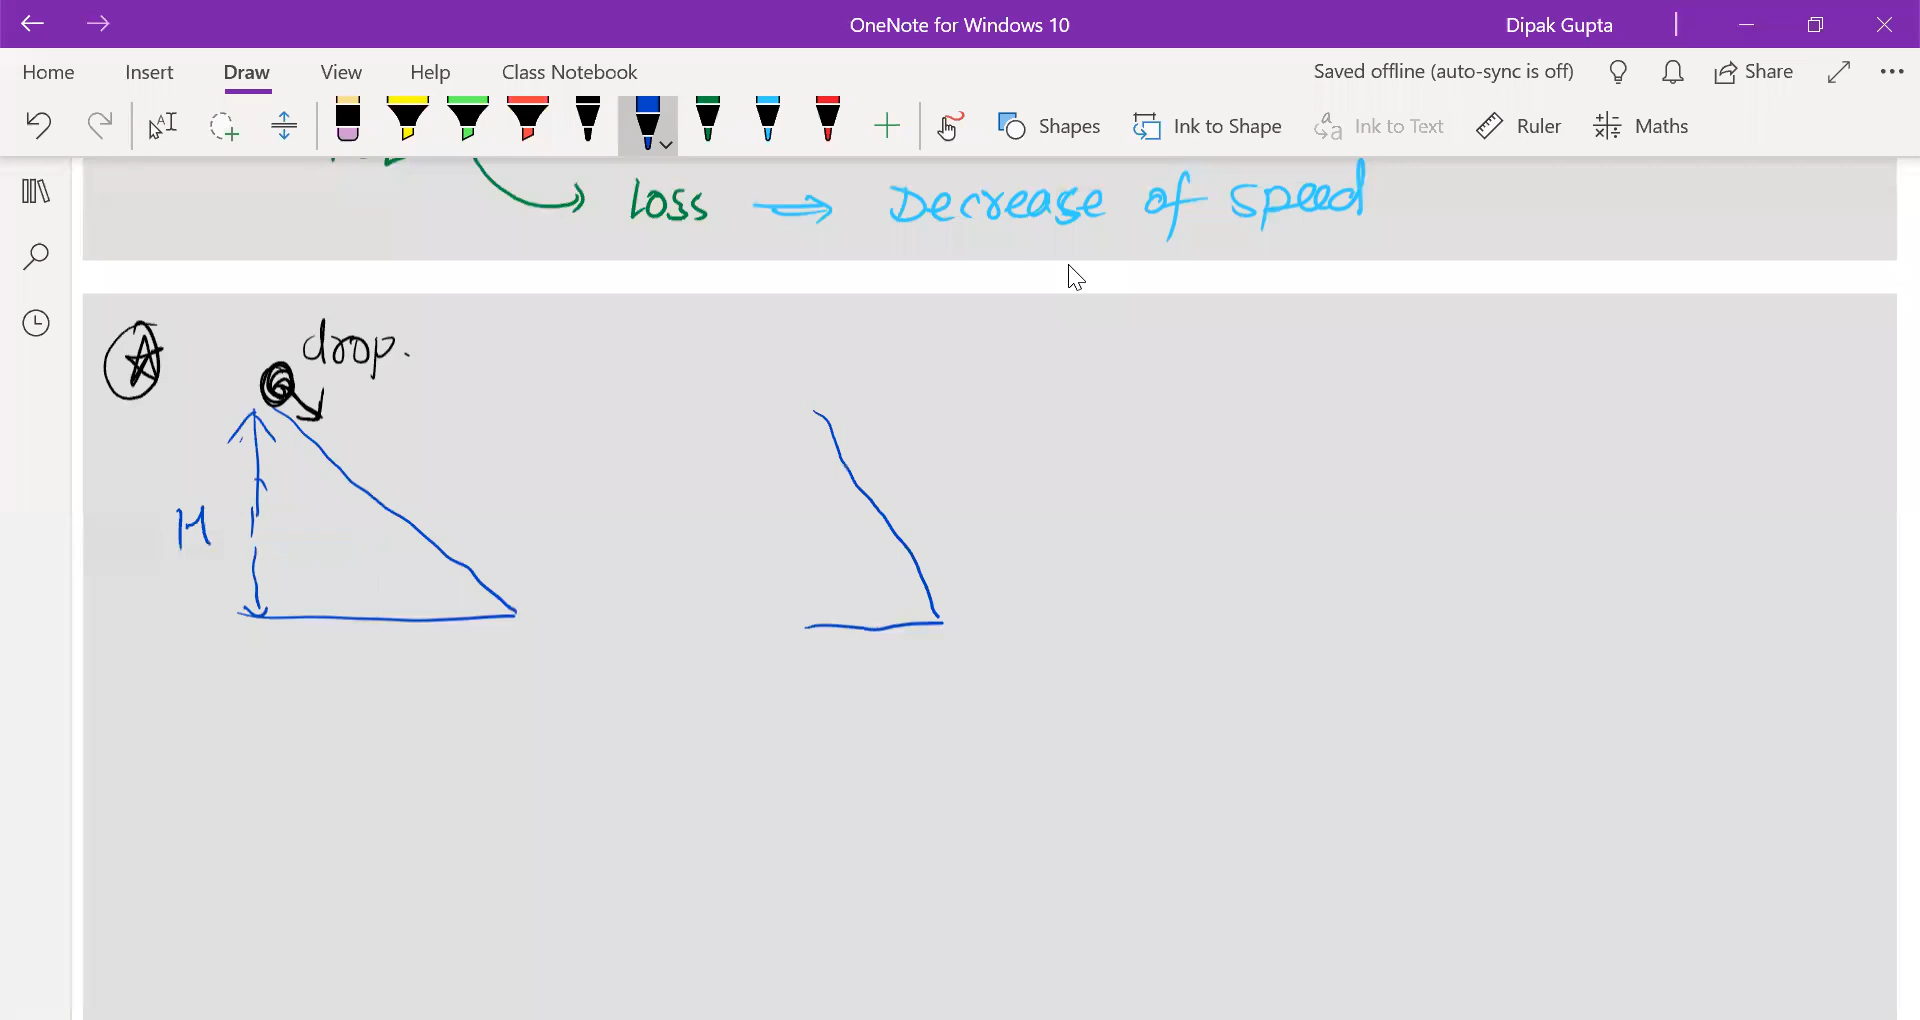 OneNote for Windows 10
Dipak Gupta
Home Insert Draw View Help Class Notebook
Saved offline (auto-sync is off) Share
Shapes Ink to Shape Ink to Text Ruler Maths
Loss ⇒ Decrease of speed
drop.
H